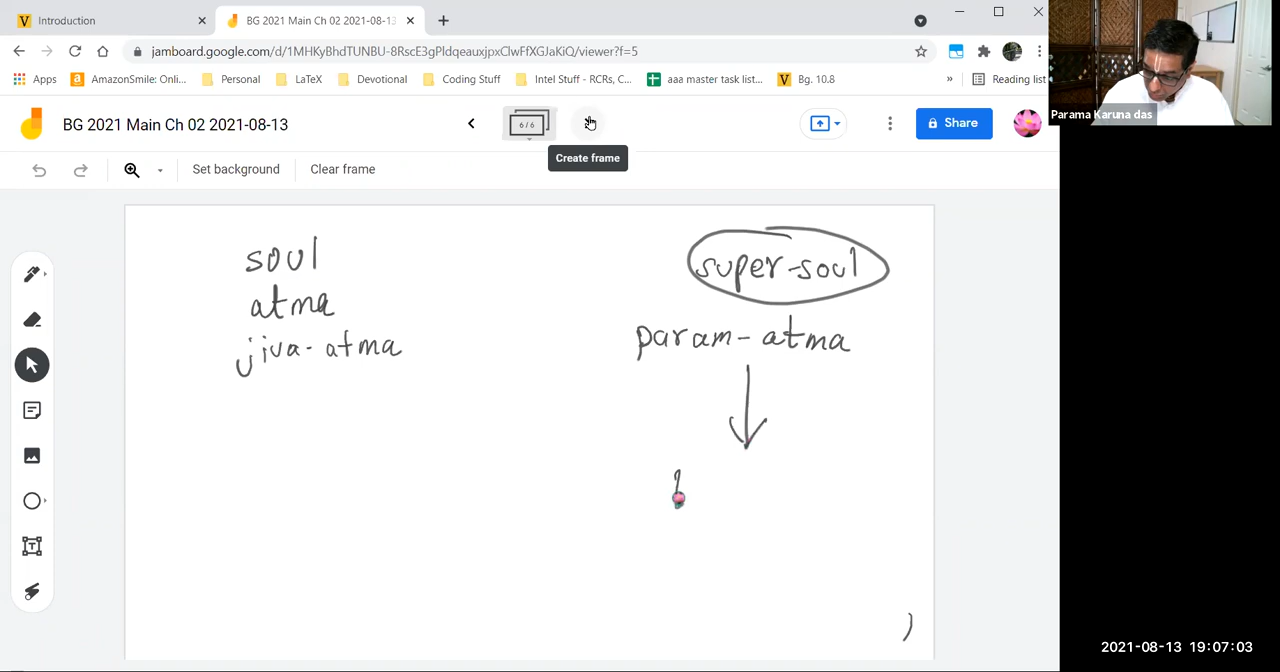 Introduction
BG 2021 Main Ch 02 2021-08-13
jamboard.google.com/d/1MHKyBhdTUNBU-8RscE3gPldqeauxjpxClwFfXGJaKiQ/viewer?f=5
Apps AmazonSmile: Onli... Personal LaTeX Devotional Coding Stuff Intel Stuff - RCRs, C... aaa master task list... Bg. 10.8 » Reading list
Parama Karuna das
BG 2021 Main Ch 02 2021-08-13 6 / 6 Share
Create frame
Set background Clear frame
soul super-soul
atma
jiva-atma param-atma
2021-08-13 19:07:03